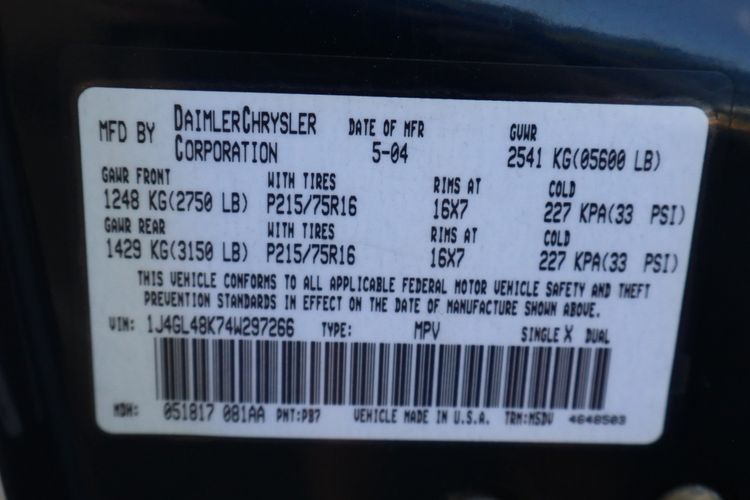 MFD BY DAIMLERCHRYSLER CORPORATION DATE OF MFR 5-04 GVWR 2541 KG(05600 LB)
GAWR FRONT WITH TIRES RIMS AT COLD
1248 KG(2750 LB) P215/75R16 16X7 227 KPA(33 PSI)
GAWR REAR WITH TIRES RIMS AT COLD
1429 KG(3150 LB) P215/75R16 16X7 227 KPA(33 PSI)
THIS VEHICLE CONFORMS TO ALL APPLICABLE FEDERAL MOTOR VEHICLE SAFETY AND THEFT
PREVENTION STANDARDS IN EFFECT ON THE DATE OF MANUFACTURE SHOWN ABOVE.
VIN: 1J4GL48K74W297266 TYPE: MPV SINGLE X DUAL
MDH: 051817 081AA PNT:PB7 VEHICLE MADE IN U.S.A. TRM:MSDV 4648503